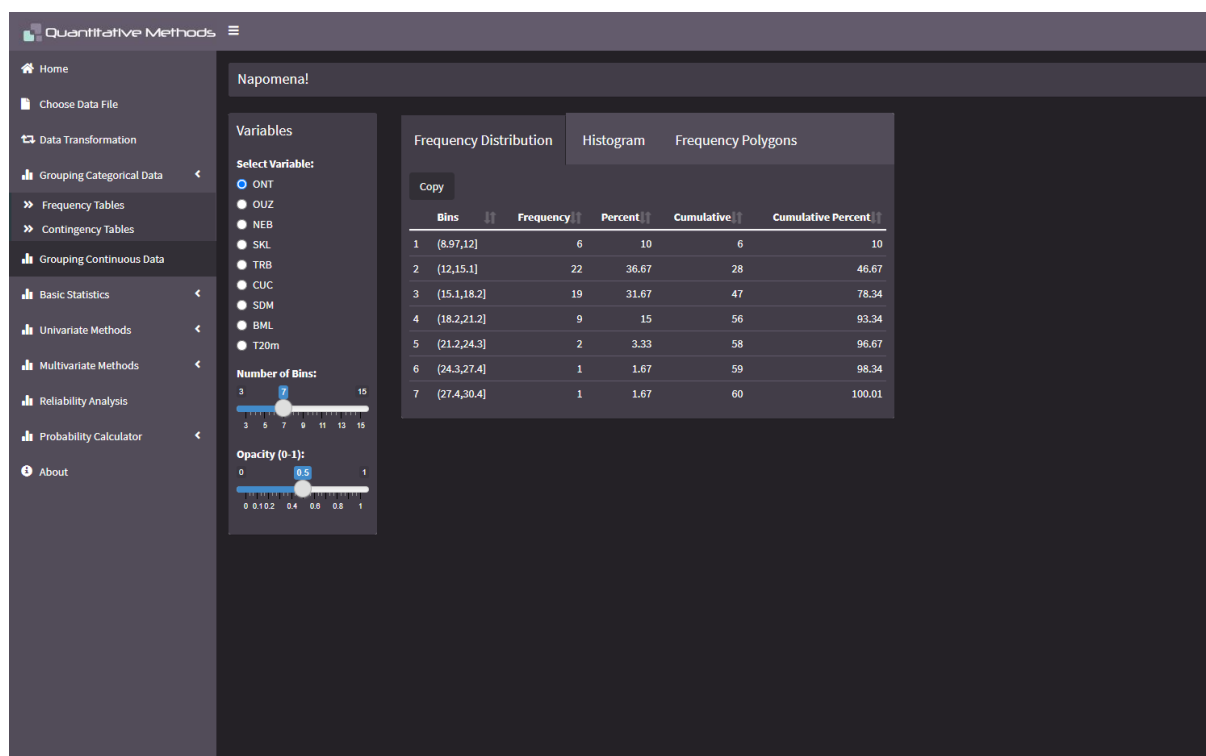 Quantitative Methods
Home
Choose Data File
Data Transformation
Grouping Categorical Data
Frequency Tables
Contingency Tables
Grouping Continuous Data
Basic Statistics
Univariate Methods
Multivariate Methods
Reliability Analysis
Probability Calculator
About
Napomena!
Variables
Select Variable:
ONT
OUZ
NEB
SKL
TRB
CUC
SDM
BML
T20m
Number of Bins:
3 7 15
3 5 7 9 11 13 15
Opacity (0-1):
0 0.5 1
0 0.1 0.2 0.4 0.6 0.8 1
Frequency Distribution Histogram Frequency Polygons
Copy
Bins Frequency Percent Cumulative Cumulative Percent
1 (8.97,12] 6 10 6 10
2 (12,15.1] 22 36.67 28 46.67
3 (15.1,18.2] 19 31.67 47 78.34
4 (18.2,21.2] 9 15 56 93.34
5 (21.2,24.3] 2 3.33 58 96.67
6 (24.3,27.4] 1 1.67 59 98.34
7 (27.4,30.4] 1 1.67 60 100.01